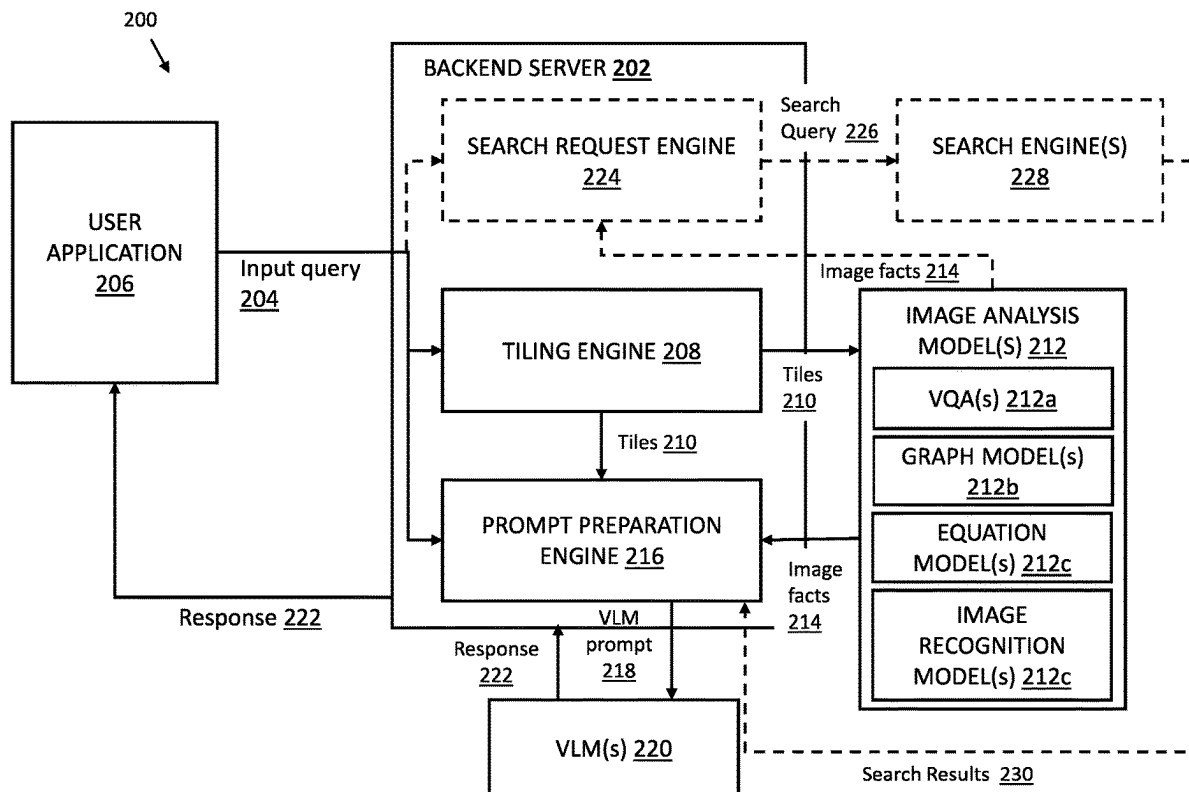 200
BACKEND SERVER 202
USER
APPLICATION
206
Input query
204
SEARCH REQUEST ENGINE
224
Search
Query 226
SEARCH ENGINE(S)
228
Image facts 214
TILING ENGINE 208
Tiles
210
Tiles 210
IMAGE ANALYSIS
MODEL(S) 212
VQA(s) 212a
GRAPH MODEL(s)
212b
EQUATION
MODEL(s) 212c
IMAGE
RECOGNITION
MODEL(s) 212c
PROMPT PREPARATION
ENGINE 216
Image
facts
214
Response 222
Response
222
VLM
prompt
218
VLM(s) 220
Search Results 230